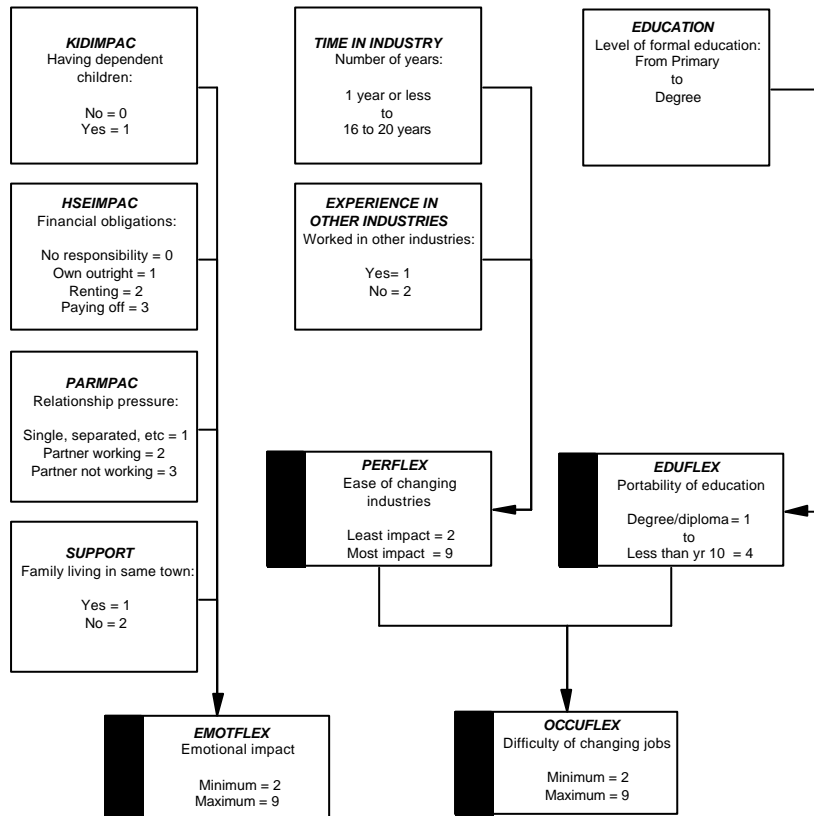 KIDIMPAC
Having dependent
children:
No = 0
Yes = 1
TIME IN INDUSTRY
Number of years:
1 year or less
to
16 to 20 years
EDUCATION
Level of formal education:
From Primary
to
Degree
HSEIMPAC
Financial obligations:
No responsibility = 0
Own outright = 1
Renting = 2
Paying off = 3
EXPERIENCE IN
OTHER INDUSTRIES
Worked in other industries:
Yes= 1
No = 2
PARMPAC
Relationship pressure:
Single, separated, etc = 1
Partner working = 2
Partner not working = 3
PERFLEX
Ease of changing
industries
Least impact = 2
Most impact = 9
EDUFLEX
Portability of education
Degree/diploma = 1
to
Less than yr 10 = 4
SUPPORT
Family living in same town:
Yes = 1
No = 2
EMOTFLEX
Emotional impact
Minimum = 2
Maximum = 9
OCCUFLEX
Difficulty of changing jobs
Minimum = 2
Maximum = 9